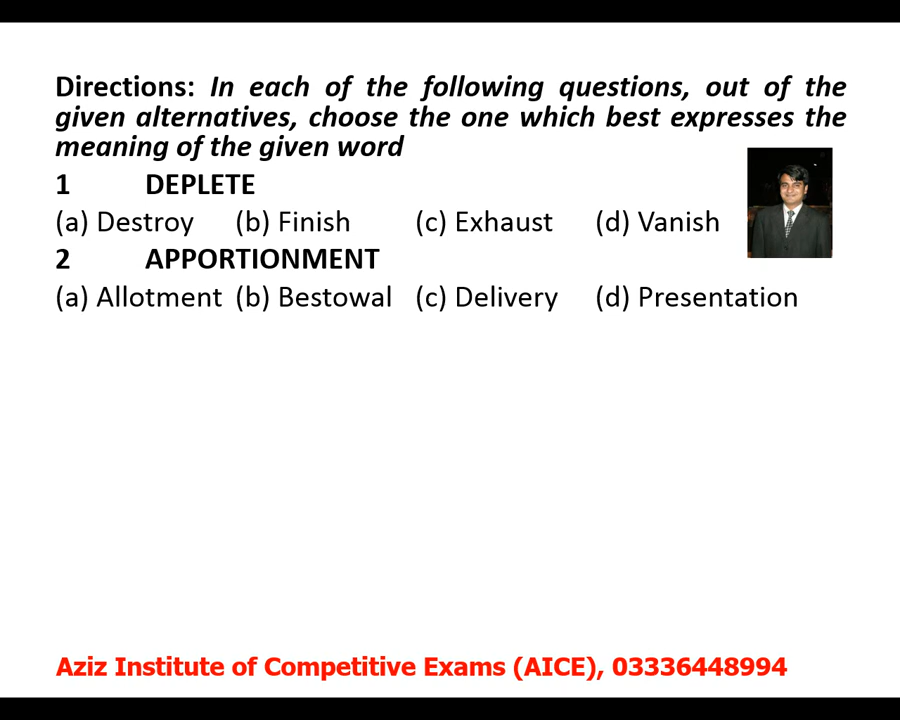 Directions: In each of the following questions, out of the
given alternatives, choose the one which best expresses the
meaning of the given word
1 DEPLETE
(a) Destroy (b) Finish (c) Exhaust (d) Vanish
2 APPORTIONMENT
(a) Allotment (b) Bestowal (c) Delivery (d) Presentation
Aziz Institute of Competitive Exams (AICE), 03336448994